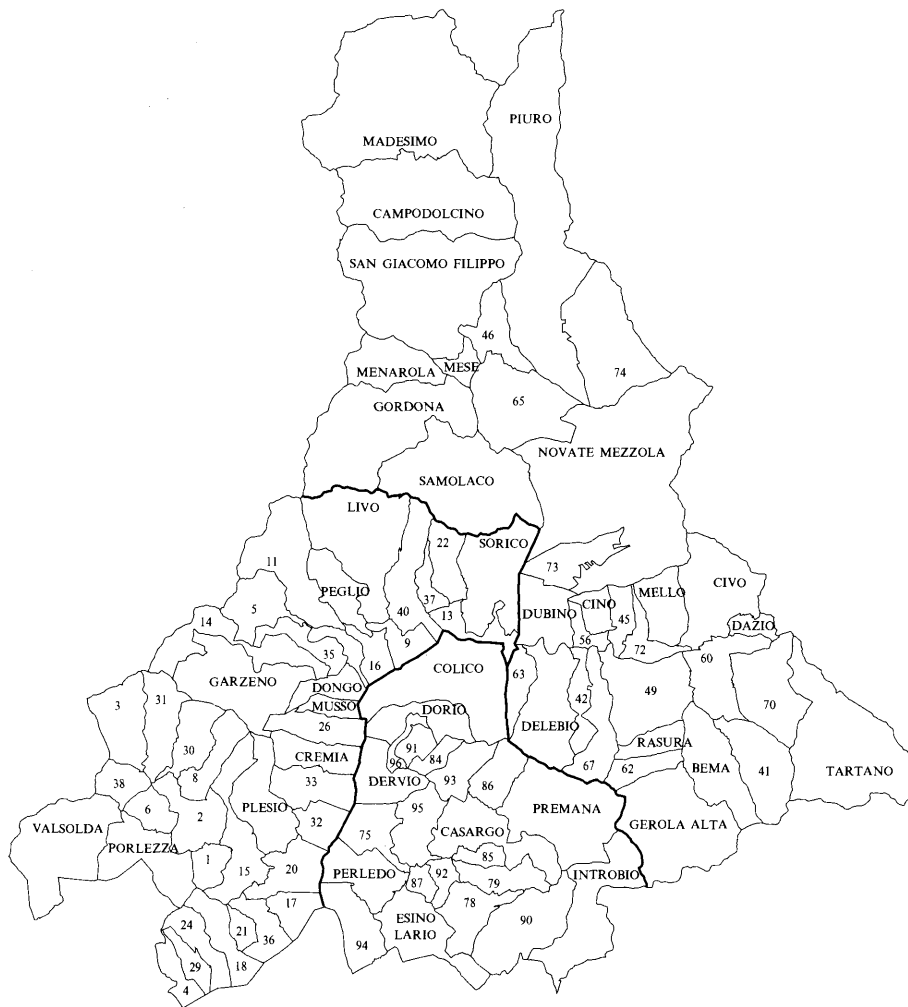 PIURO
MADESIMO
CAMPODOLCINO
SAN GIACOMO FILIPPO
46
MESE
MENAROLA
74
65
GORDONA
NOVATE MEZZOLA
SAMOLACO
LIVO
22
SORICO
11
73
CIVO
PEGLIO
MELLO
37
CINO
5
40
13
DUBINO
45
14
DAZIO
9
56
35
16
72
60
COLICO
63
GARZENO
DONGO
42
49
3
31
MUSSO
DORIO
70
26
DELEBIO
30
91
RASURA
CREMIA
84
96
67
62
BEMA
41
38
8
33
DERVIO
93
86
TARTANO
6
2
PLESIO
95
PREMANA
VALSOLDA
32
CASARGO
GEROLA ALTA
75
PORLEZZA
1
20
85
15
PERLEDO
92
INTROBIO
87
79
17
78
24
21
ESINO
LARIO
90
36
94
29
18
4